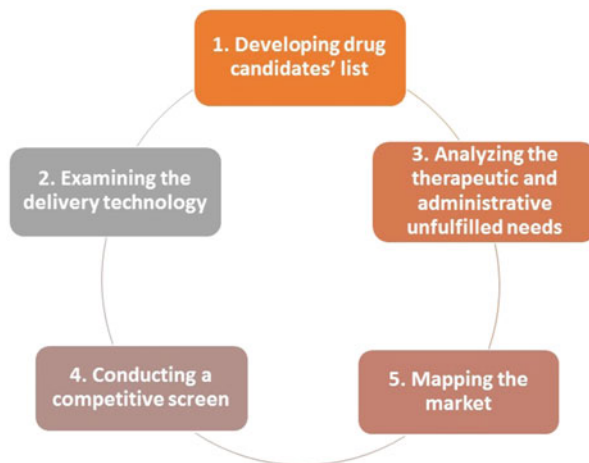 1. Developing drug
candidates' list
2. Examining the
delivery technology
3. Analyzing the
therapeutic and
administrative
unfulfilled needs
4. Conducting a
competitive screen
5. Mapping the
market